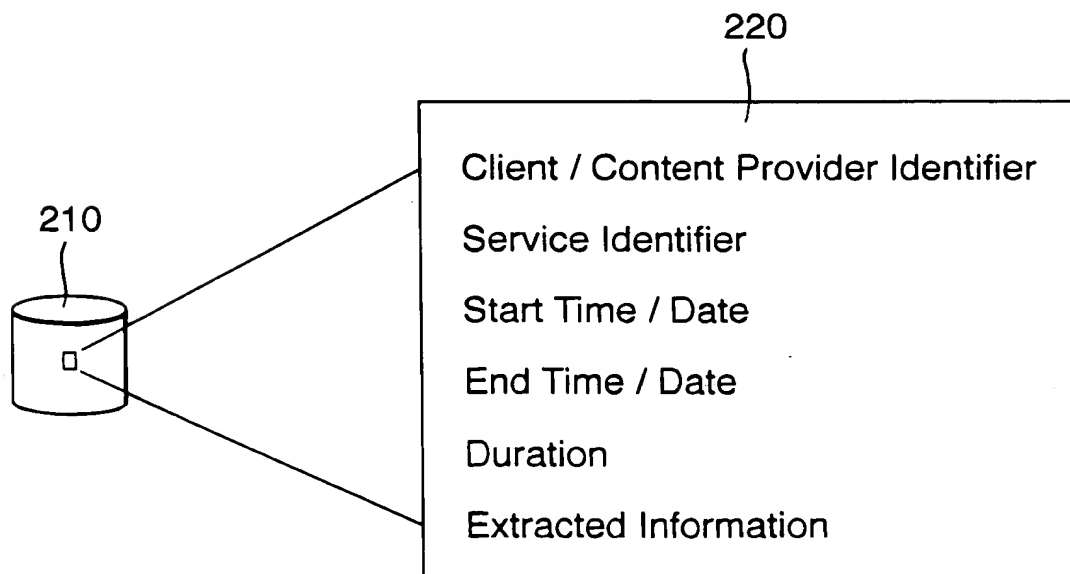 220
Client / Content Provider Identifier
210
Service Identifier
Start Time / Date
End Time / Date
Duration
Extracted Information